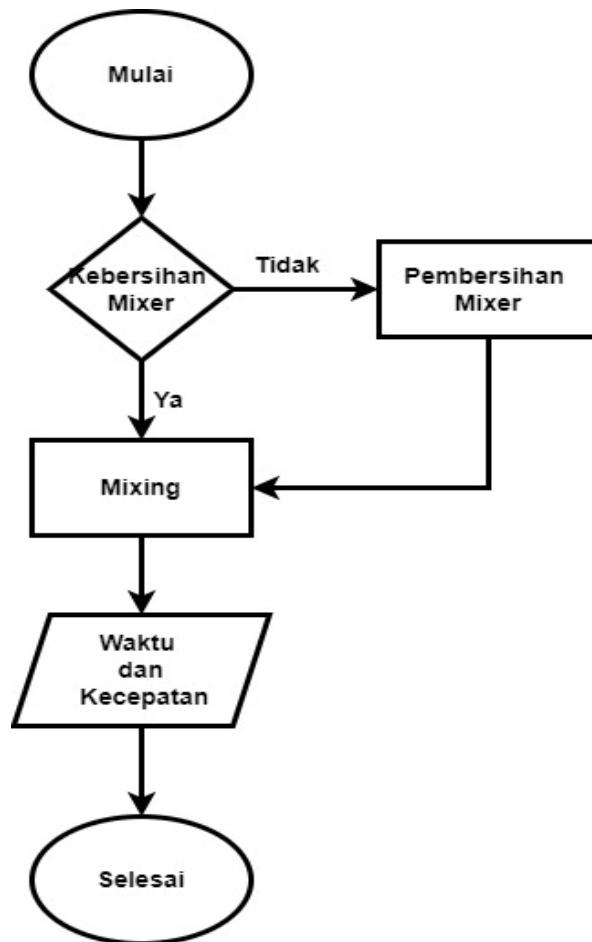 Mulai
Kebersihan
Mixer
Tidak
Pembersihan
Mixer
Ya
Mixing
Waktu
dan
Kecepatan
Selesai